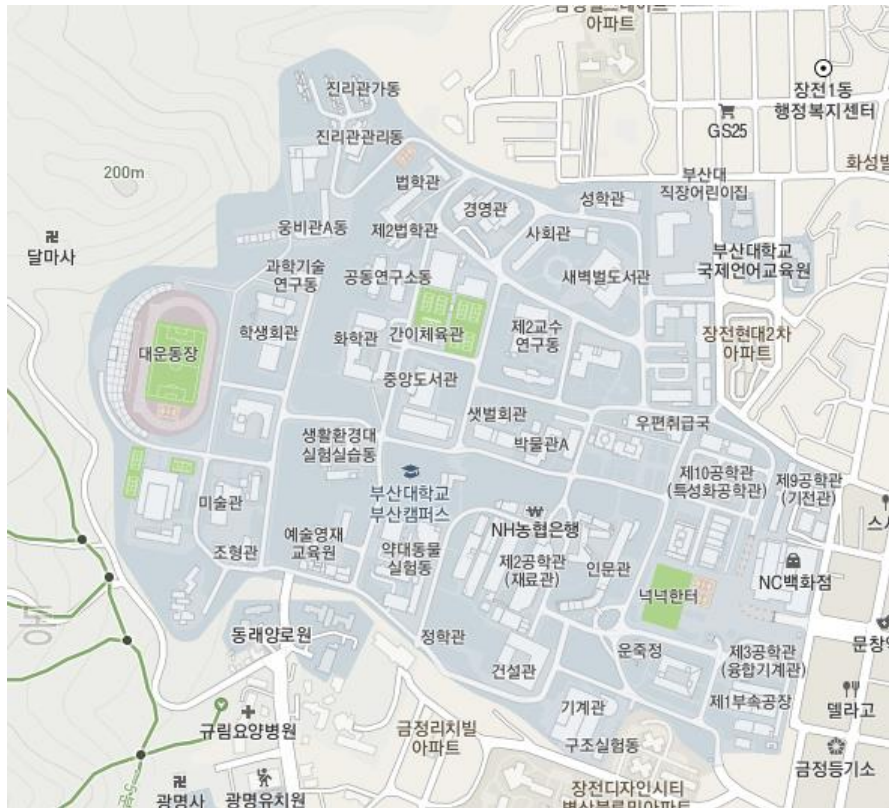 아파트
진리관가동
장전1동
행정복지센터
GS25
진리관관리동
화성빌
200m
법학관
부산대
직장어린이집
성학관
경영관
웅비관A동
제2법학관
사회관
달마사
부산대학교
국제언어교육원
과학기술
연구동
공동연구소동
새벽벌도서관
학생회관
화학관
간이체육관
제2교수
연구동
장전현대2차
아파트
대운동장
중앙도서관
샛벌회관
우편취급국
생활환경대
실험실습동
박물관A
제10공학관
(특성화공학관)
제9공학관
(기전관)
부산대학교
부산캠퍼스
미술관
NH농협은행
스시
예술영재
교육원
조형관
약대동물
실험동
제2공학관
(재료관)
인문관
NC백화점
넉넉한터
동
동래양로원
정학관
문창
운죽정
제3공학관
(융합기계관)
건설관
제1부속공장
델라고
기계관
규림요양병원
금정리치빌
아파트
구조실험동
금정등기소
장전디자인시티
벽산블루밍아파트
광명사
광명유치원